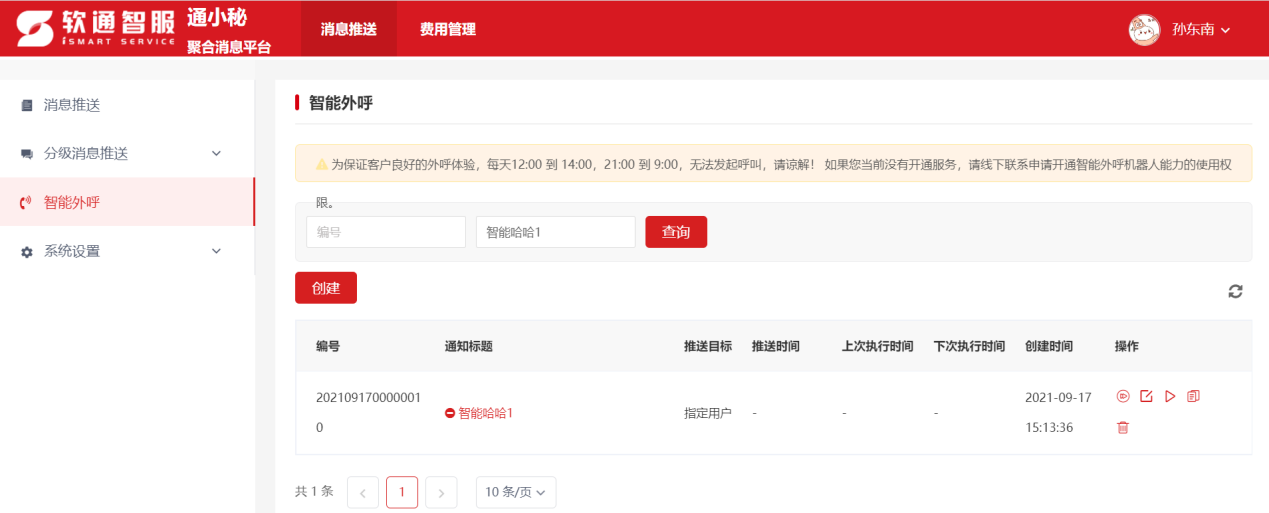 软通智服 通小秘 消息推送 费用管理 孙东南
iSMART SERVICE 聚合消息平台
消息推送
分级消息推送
智能外呼
系统设置
智能外呼
为保证客户良好的外呼体验，每天12:00 到 14:00，21:00 到 9:00，无法发起呼叫，请谅解！ 如果您当前没有开通服务，请线下联系申请开通智能外呼机器人能力的使用权
限。
编号 智能哈哈1 查询
创建
编号 通知标题 推送目标 推送时间 上次执行时间 下次执行时间 创建时间 操作
202109170000001 2021-09-17
智能哈哈1 指定用户 - - -
0 15:13:36
共 1 条 < 1 > 10 条/页